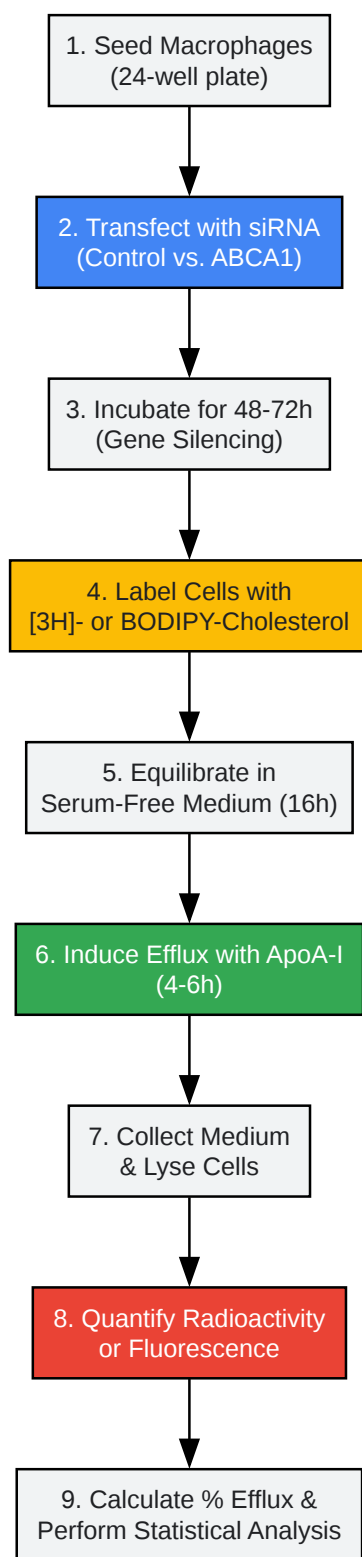 1. Seed Macrophages
(24-well plate)
2. Transfect with siRNA
(Control vs. ABCA1)
3. Incubate for 48-72h
(Gene Silencing)
4. Label Cells with
[3H]- or BODIPY-Cholesterol
5. Equilibrate in
Serum-Free Medium (16h)
6. Induce Efflux with ApoA-I
(4-6h)
7. Collect Medium
& Lyse Cells
8. Quantify Radioactivity
or Fluorescence
9. Calculate % Efflux &
Perform Statistical Analysis